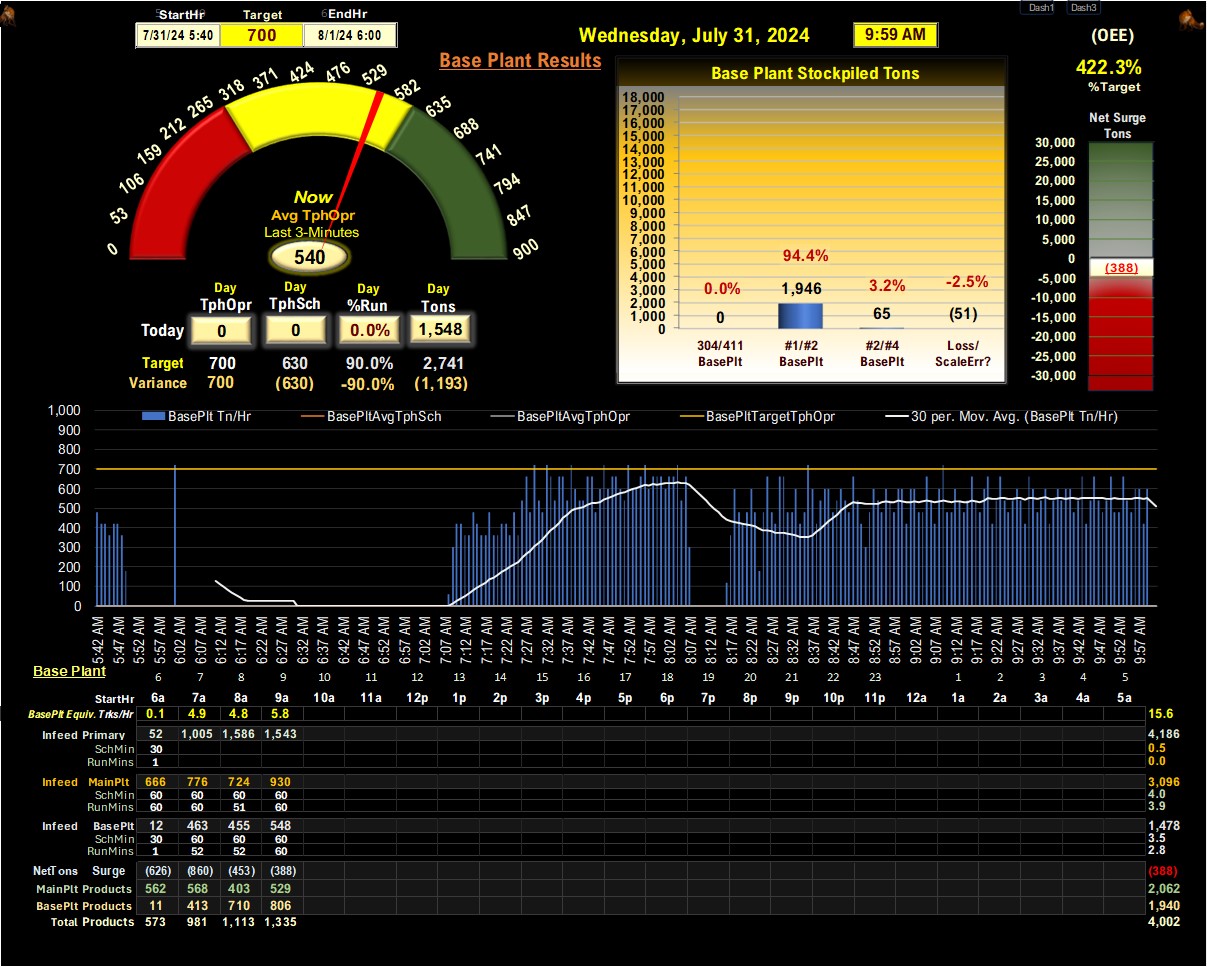 Dash1 Dash3
StartHr Target EndHr
7/31/24 5:40 700 8/1/24 6:00
Wednesday, July 31, 2024 9:59 AM
(OEE)
422.3%
%Target
Base Plant Results
Base Plant Stockpiled Tons
Net Surge
Tons
0 53 106 159 212 265 318 371 424 476 529 582 635 688 741 794 847 900
Now
Avg TphOpr
Last 3-Minutes
540
18,000
17,000
16,000
15,000
14,000
13,000
12,000
11,000
10,000
9,000
8,000
7,000
6,000
5,000
4,000
3,000
2,000
1,000
0
0.0% 94.4% 3.2% -2.5%
0 1,946 65 (51)
304/411 #1/#2 #2/#4 Loss/
BasePlt BasePlt BasePlt ScaleErr?
30,000
25,000
20,000
15,000
10,000
5,000
0
-5,000
-10,000
-15,000
-20,000
-25,000
-30,000
(388)
Day Day Day Day
TphOpr TphSch %Run Tons
Today 0 0 0.0% 1,548
Target 700 630 90.0% 2,741
Variance 700 (630) -90.0% (1,193)
BasePlt Tn/Hr BasePltAvgTphSch BasePltAvgTphOpr BasePltTargetTphOpr 30 per. Mov. Avg. (BasePlt Tn/Hr)
1,000
900
800
700
600
500
400
300
200
100
0
5:42 AM 5:47 AM 5:52 AM 5:57 AM 6:02 AM 6:07 AM 6:12 AM 6:17 AM 6:22 AM 6:27 AM 6:32 AM 6:37 AM 6:42 AM 6:47 AM 6:52 AM 6:57 AM 7:02 AM 7:07 AM 7:12 AM 7:17 AM 7:22 AM 7:27 AM 7:32 AM 7:37 AM 7:42 AM 7:47 AM 7:52 AM 7:57 AM 8:02 AM 8:07 AM 8:12 AM 8:17 AM 8:22 AM 8:27 AM 8:32 AM 8:37 AM 8:42 AM 8:47 AM 8:52 AM 8:57 AM 9:02 AM 9:07 AM 9:12 AM 9:17 AM 9:22 AM 9:27 AM 9:32 AM 9:37 AM 9:42 AM 9:47 AM 9:52 AM 9:57 AM
Base Plant
6 7 8 9 10 11 12 13 14 15 16 17 18 19 20 21 22 23 1 2 3 4 5
StartHr 6a 7a 8a 9a 10a 11a 12p 1p 2p 3p 4p 5p 6p 7p 8p 9p 10p 11p 12a 1a 2a 3a 4a 5a
BasePlt Equiv. Trks/Hr 0.1 4.9 4.8 5.8 15.6
Infeed Primary 52 1,005 1,586 1,543 4,186
SchMin 30 0.5
RunMins 1 0.0
Infeed MainPlt 666 776 724 930 3,096
SchMin 60 60 60 60 4.0
RunMins 60 60 51 60 3.9
Infeed BasePlt 12 463 455 548 1,478
SchMin 30 60 60 60 3.5
RunMins 1 52 52 60 2.8
NetTons Surge (626) (860) (453) (388) (388)
MainPlt Products 562 568 403 529 2,062
BasePlt Products 11 413 710 806 1,940
Total Products 573 981 1,113 1,335 4,002